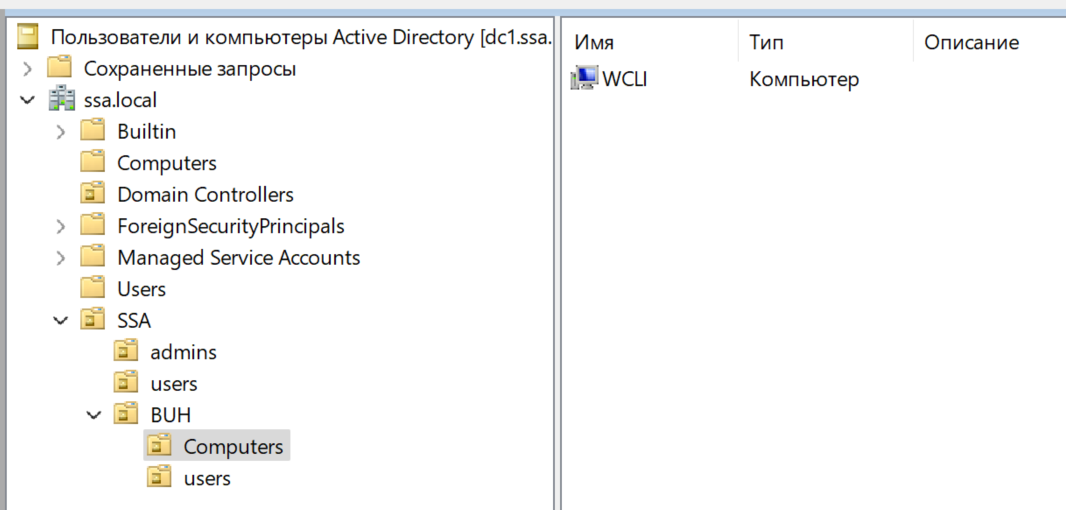 Пользователи и компьютеры Active Directory [dc1.ssa.
Сохраненные запросы
ssa.local
Builtin
Computers
Domain Controllers
ForeignSecurityPrincipals
Managed Service Accounts
Users
SSA
admins
users
BUH
Computers
users
Имя Тип Описание
WCLI Компьютер